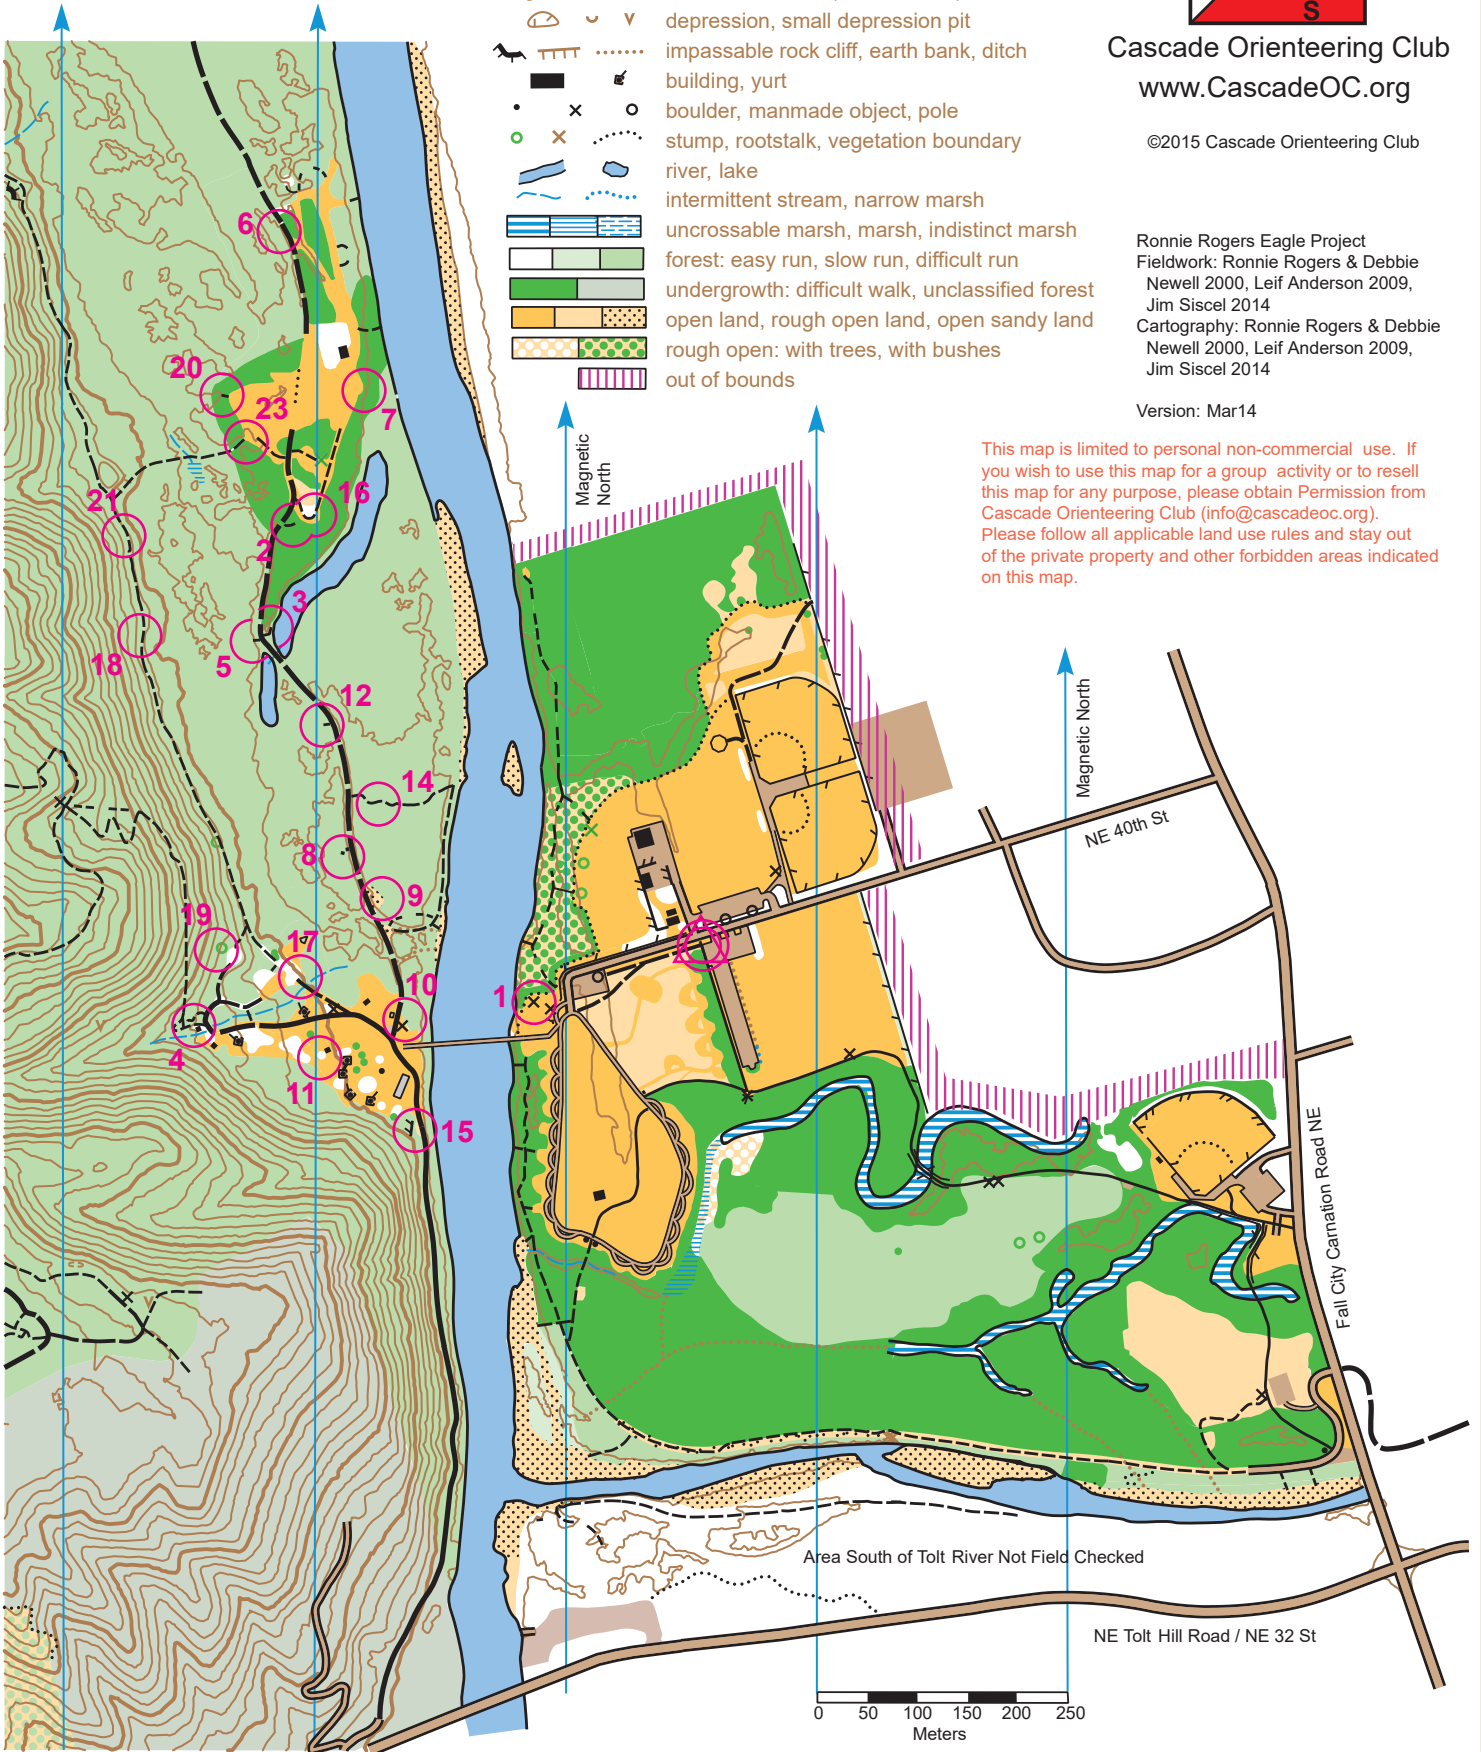 depression, small depression pit
impassable rock cliff, earth bank, ditch
building, yurt
boulder, manmade object, pole
stump, rootstalk, vegetation boundary
river, lake
intermittent stream, narrow marsh
uncrossable marsh, marsh, indistinct marsh
forest: easy run, slow run, difficult run
undergrowth: difficult walk, unclassified forest
open land, rough open land, open sandy land
rough open: with trees, with bushes
out of bounds
S
Cascade Orienteering Club
www.CascadeOC.org
©2015 Cascade Orienteering Club
Ronnie Rogers Eagle Project
Fieldwork: Ronnie Rogers & Debbie
Newell 2000, Leif Anderson 2009,
Jim Siscel 2014
Cartography: Ronnie Rogers & Debbie
Newell 2000, Leif Anderson 2009,
Jim Siscel 2014
Version: Mar14
This map is limited to personal non-commercial use. If
you wish to use this map for a group activity or to resell
this map for any purpose, please obtain Permission from
Cascade Orienteering Club (info@cascadeoc.org).
Please follow all applicable land use rules and stay out
of the private property and other forbidden areas indicated
on this map.
Magnetic
North
Magnetic North
6
20
23
7
21
16
2
3
18
5
12
14
8
9
19
17
10
1
4
11
15
NE 40th St
Fall City Carnation Road NE
Area South of Tolt River Not Field Checked
NE Tolt Hill Road / NE 32 St
0 50 100 150 200 250
Meters